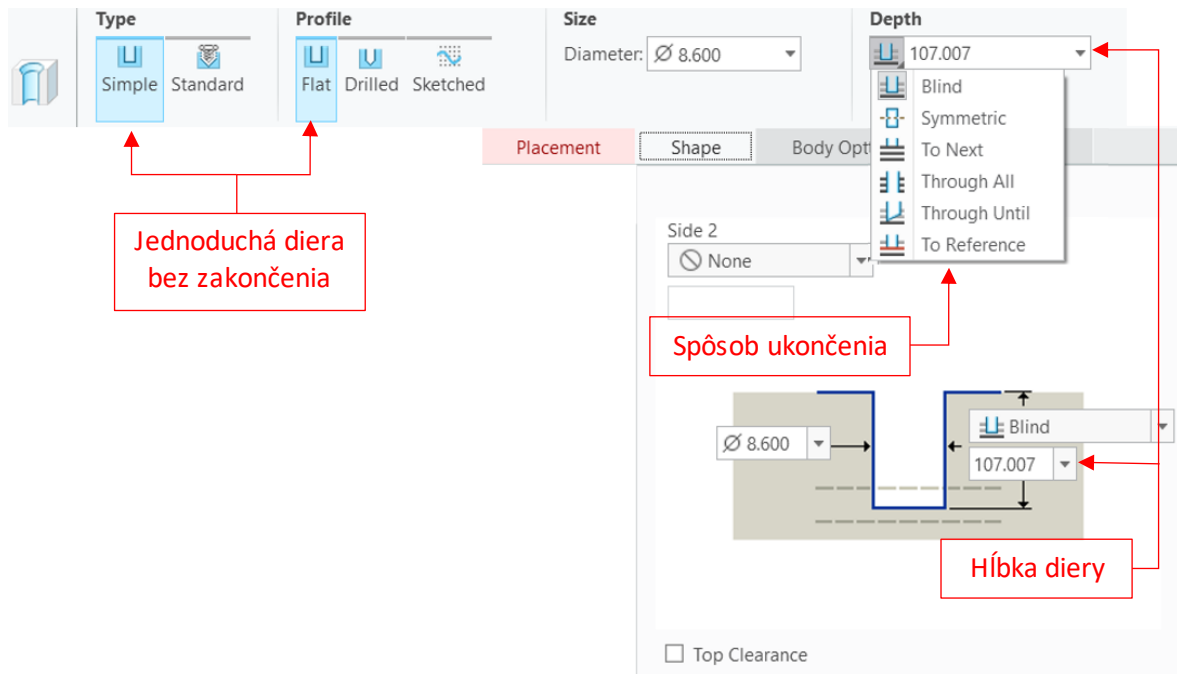 Type
Profile
Size
Depth
Simple
Standard
Flat
Drilled
Sketched
Diameter: Ø 8.600
107.007
Blind
Symmetric
To Next
Through All
Through Until
To Reference
Placement
Shape
Body Opti
Jednoduchá diera
bez zakončenia
Side 2
None
Spôsob ukončenia
Ø 8.600
Blind
107.007
Hĺbka diery
Top Clearance